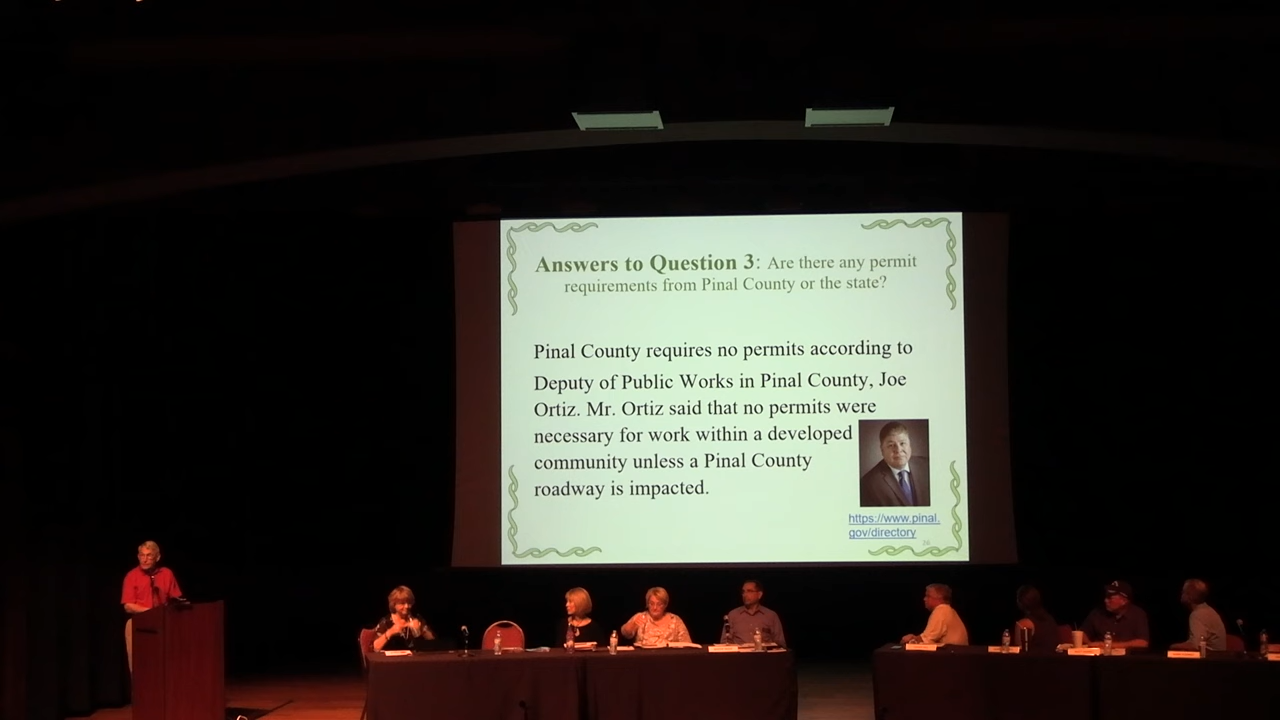 Answers to Question 3: Are there any permit
requirements from Pinal County or the state?
Pinal County requires no permits according to
Deputy of Public Works in Pinal County, Joe
Ortiz. Mr. Ortiz said that no permits were
necessary for work within a developed
community unless a Pinal County
roadway is impacted.
https://www.pinal.
gov/directory